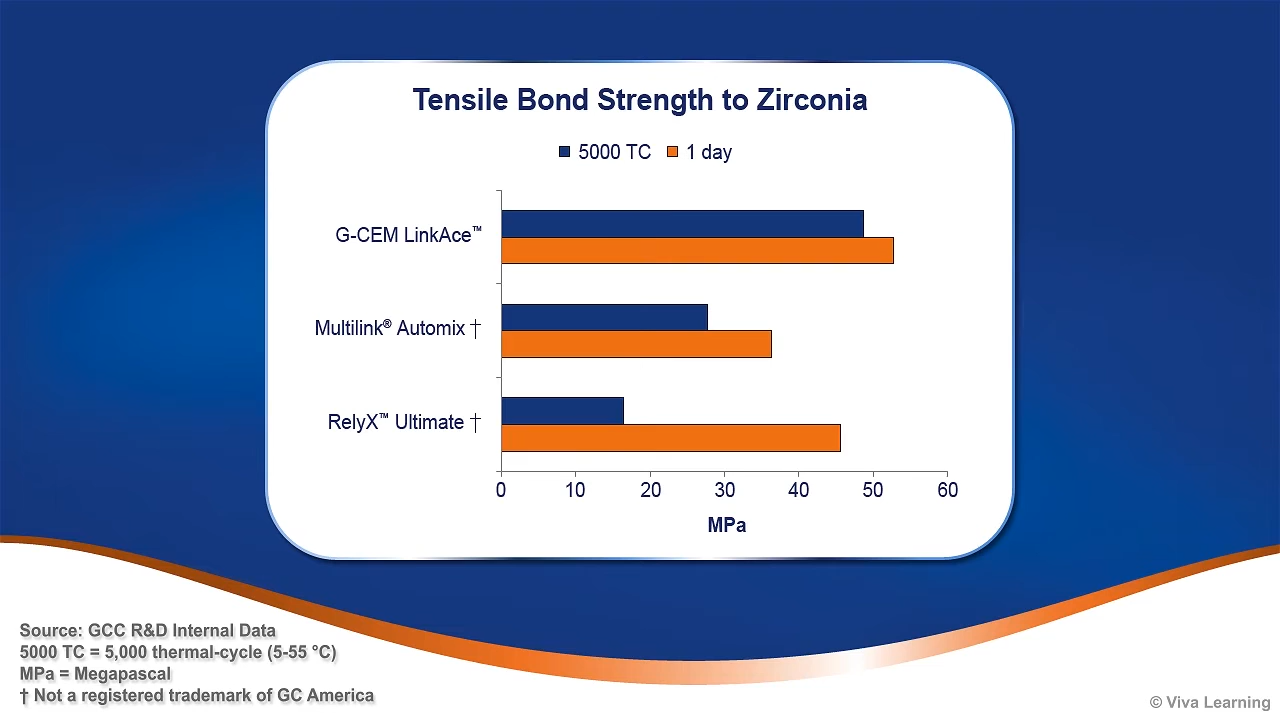 Tensile Bond Strength to Zirconia
5000 TC 1 day
G-CEM LinkAce™
Multilink® Automix †
RelyX™ Ultimate †
0 10 20 30 40 50 60
MPa
Source: GCC R&D Internal Data
5000 TC = 5,000 thermal-cycle (5-55 °C)
MPa = Megapascal
† Not a registered trademark of GC America
© Viva Learning